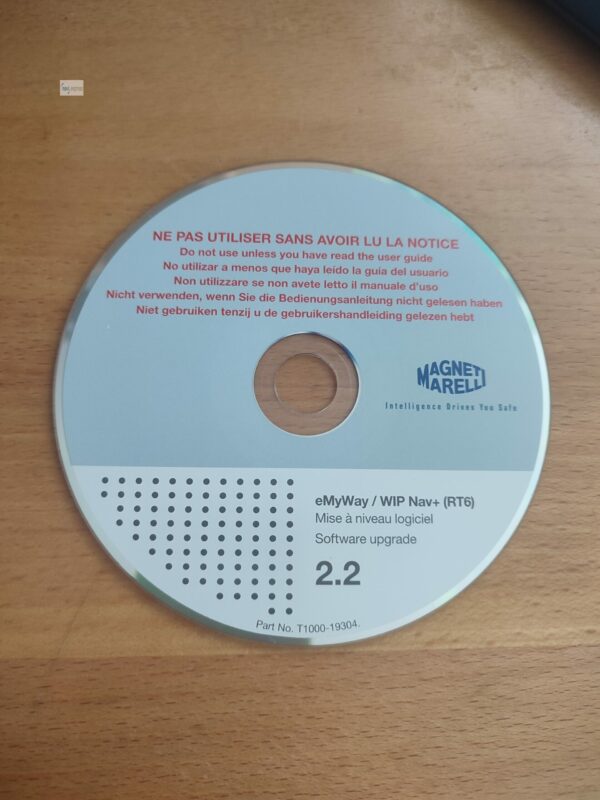 NE PAS UTILISER SANS AVOIR LU LA NOTICE
Do not use unless you have read the user guide
No utilizar a menos que haya leído la guía del usuario
Non utilizzare se non avete letto il manuale d'uso
Nicht verwenden, wenn Sie die Bedienungsanleitung nicht gelesen haben
Niet gebruiken tenzij u de gebruikershandleiding gelezen hebt
MAGNETI
MARELLI
Intelligence Drives You Safe
eMyWay / WIP Nav+ (RT6)
Mise à niveau logiciel
Software upgrade
2.2
Part No. T1000-19304.